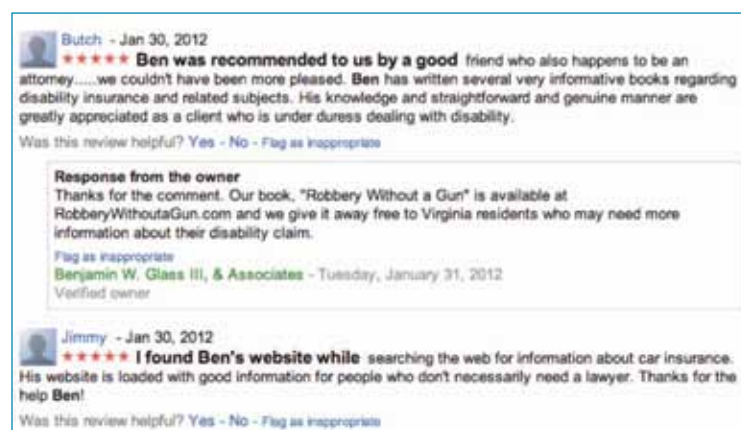 Butch - Jan 30, 2012
★★★★★ Ben was recommended to us by a good friend who also happens to be an
attorney.....we couldn't have been more pleased. Ben has written several very informative books regarding
disability insurance and related subjects. His knowledge and straightforward and genuine manner are
greatly appreciated as a client who is under duress dealing with disability.
Was this review helpful? Yes - No - Flag as inappropriate
Response from the owner
Thanks for the comment. Our book, "Robbery Without a Gun" is available at
RobberyWithoutaGun.com and we give it away free to Virginia residents who may need more
information about their disability claim.
Flag as inappropriate
Benjamin W. Glass III, & Associates - Tuesday, January 31, 2012
Verified owner
Jimmy - Jan 30, 2012
★★★★★ I found Ben's website while searching the web for information about car insurance.
His website is loaded with good information for people who don't necessarily need a lawyer. Thanks for the
help Ben!
Was this review helpful? Yes - No - Flag as inappropriate